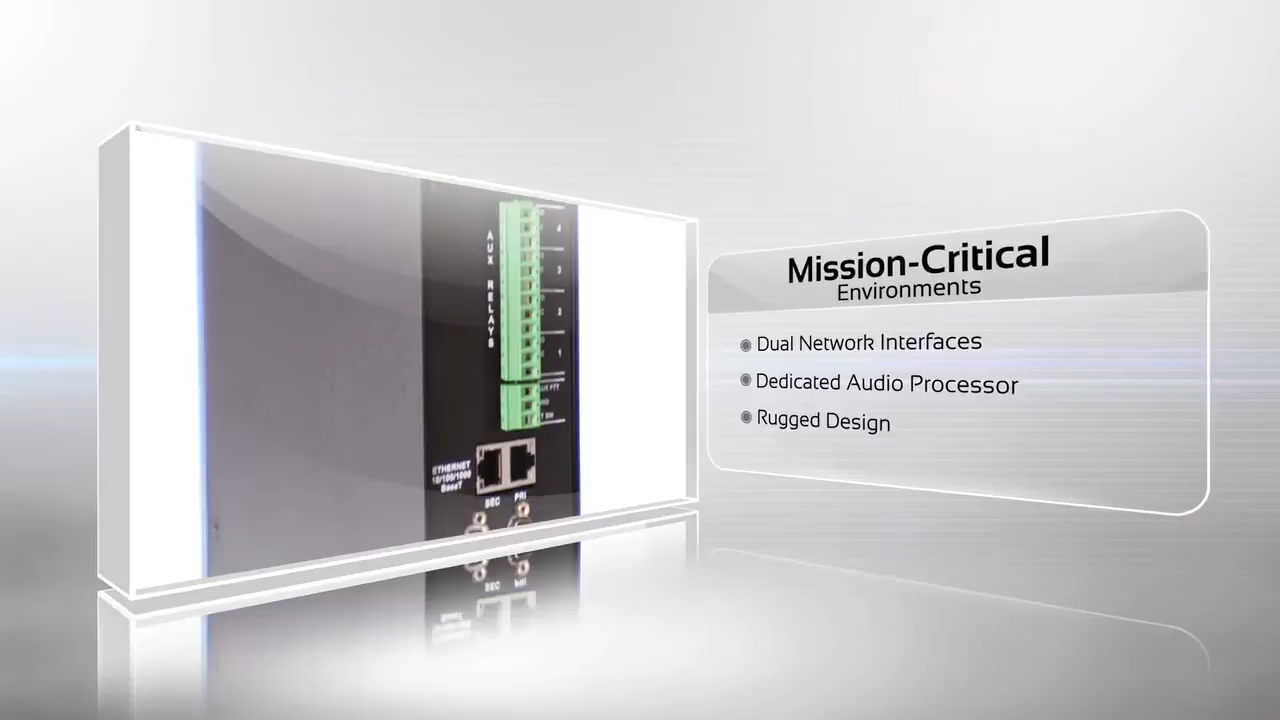 AUX RELAYS
4
3
2
1
ETHERNET
10/100/1000
BaseT
SEC PRI
Mission-Critical
Environments
Dual Network Interfaces
Dedicated Audio Processor
Rugged Design